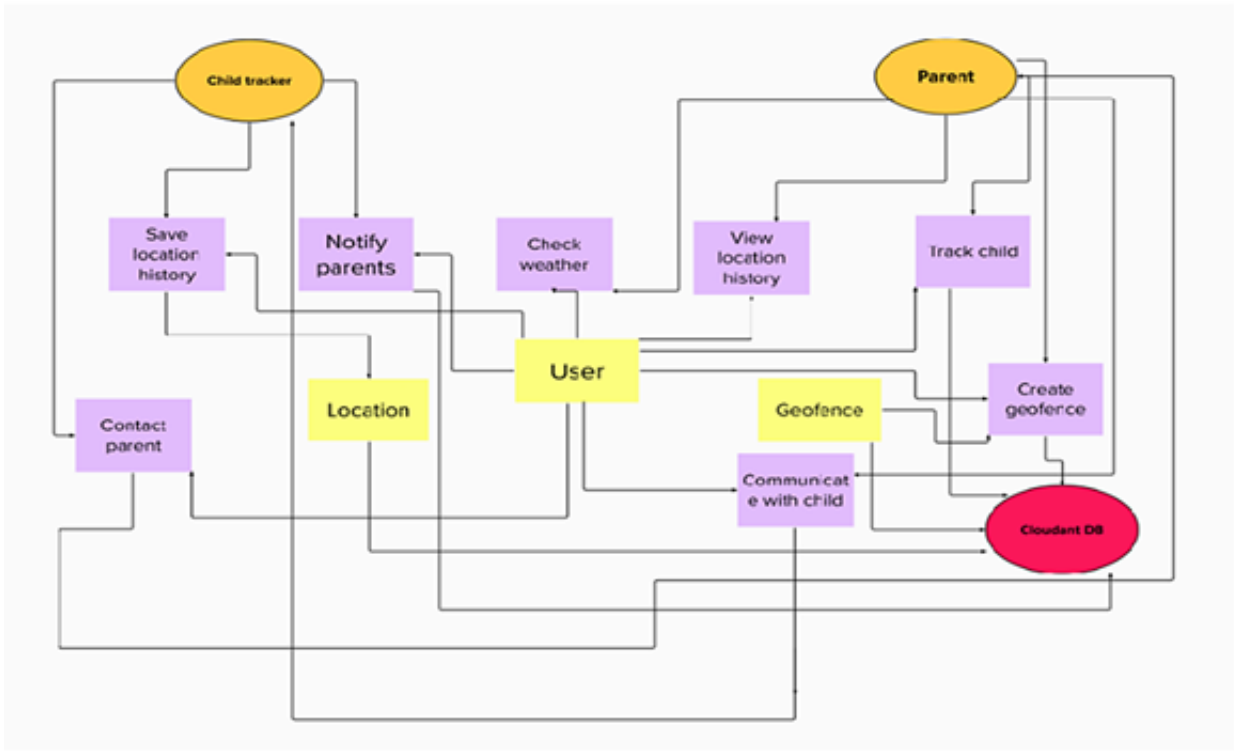 Child tracker
Parent
Save
location
history
Notify
parents
Check
weather
View
location
history
Track child
User
Location
Geofence
Create
geofence
Contact
parent
Communicat
e with child
Cloudant DB